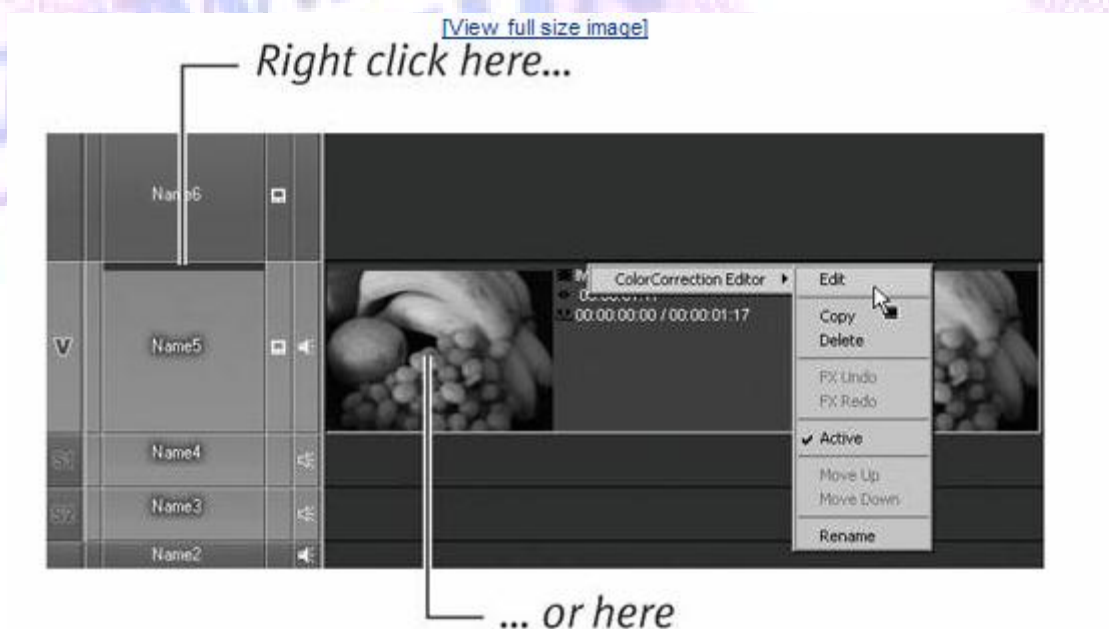 [View full size image]
Right click here...
Name6
ColorCorrection Editor
Edit
00:00:00:00 / 00:00:01:17
Copy
V
Name5
Delete
FX Undo
FX Redo
Active
Name4
Move Up
Move Down
S2
Name3
Rename
Name2
... or here